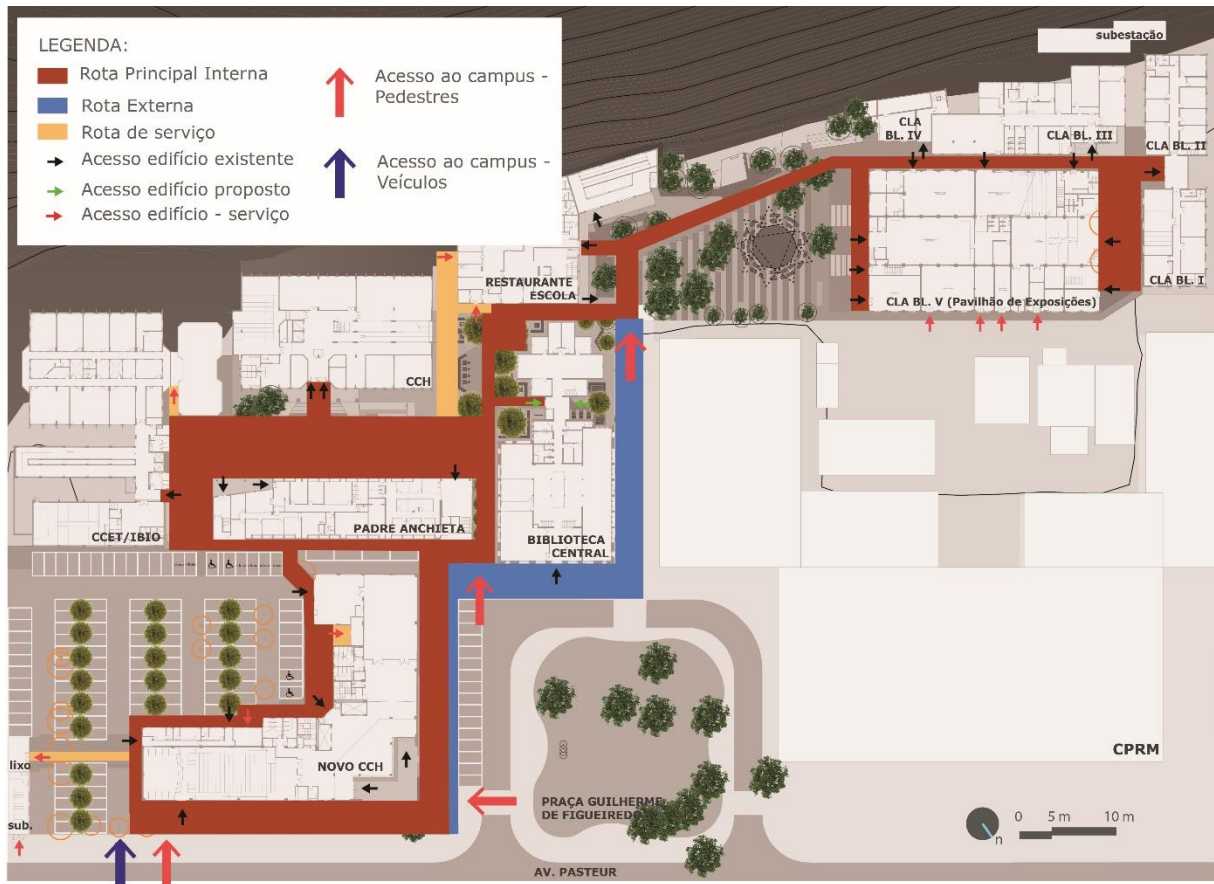 LEGENDA:
Rota Principal Interna
Rota Externa
Rota de serviço
Acesso edifício existente
Acesso edifício proposto
Acesso edifício - serviço
Acesso ao campus -
Pedestres
Acesso ao campus -
Veículos
subestação
CLA
BL. IV
CLA BL. III
CLA BL. II
CLA BL. I
CLA BL. V (Pavilhão de Exposições)
RESTAURANTE
ESCOLA
CCH
PADRE ANCHIETA
CCET/IBIO
BIBLIOTECA
CENTRAL
NOVO CCH
lixo
sub.
PRAÇA GUILHERME
DE FIGUEIREDO
CPRM
n
0 5 m 10 m
AV. PASTEUR